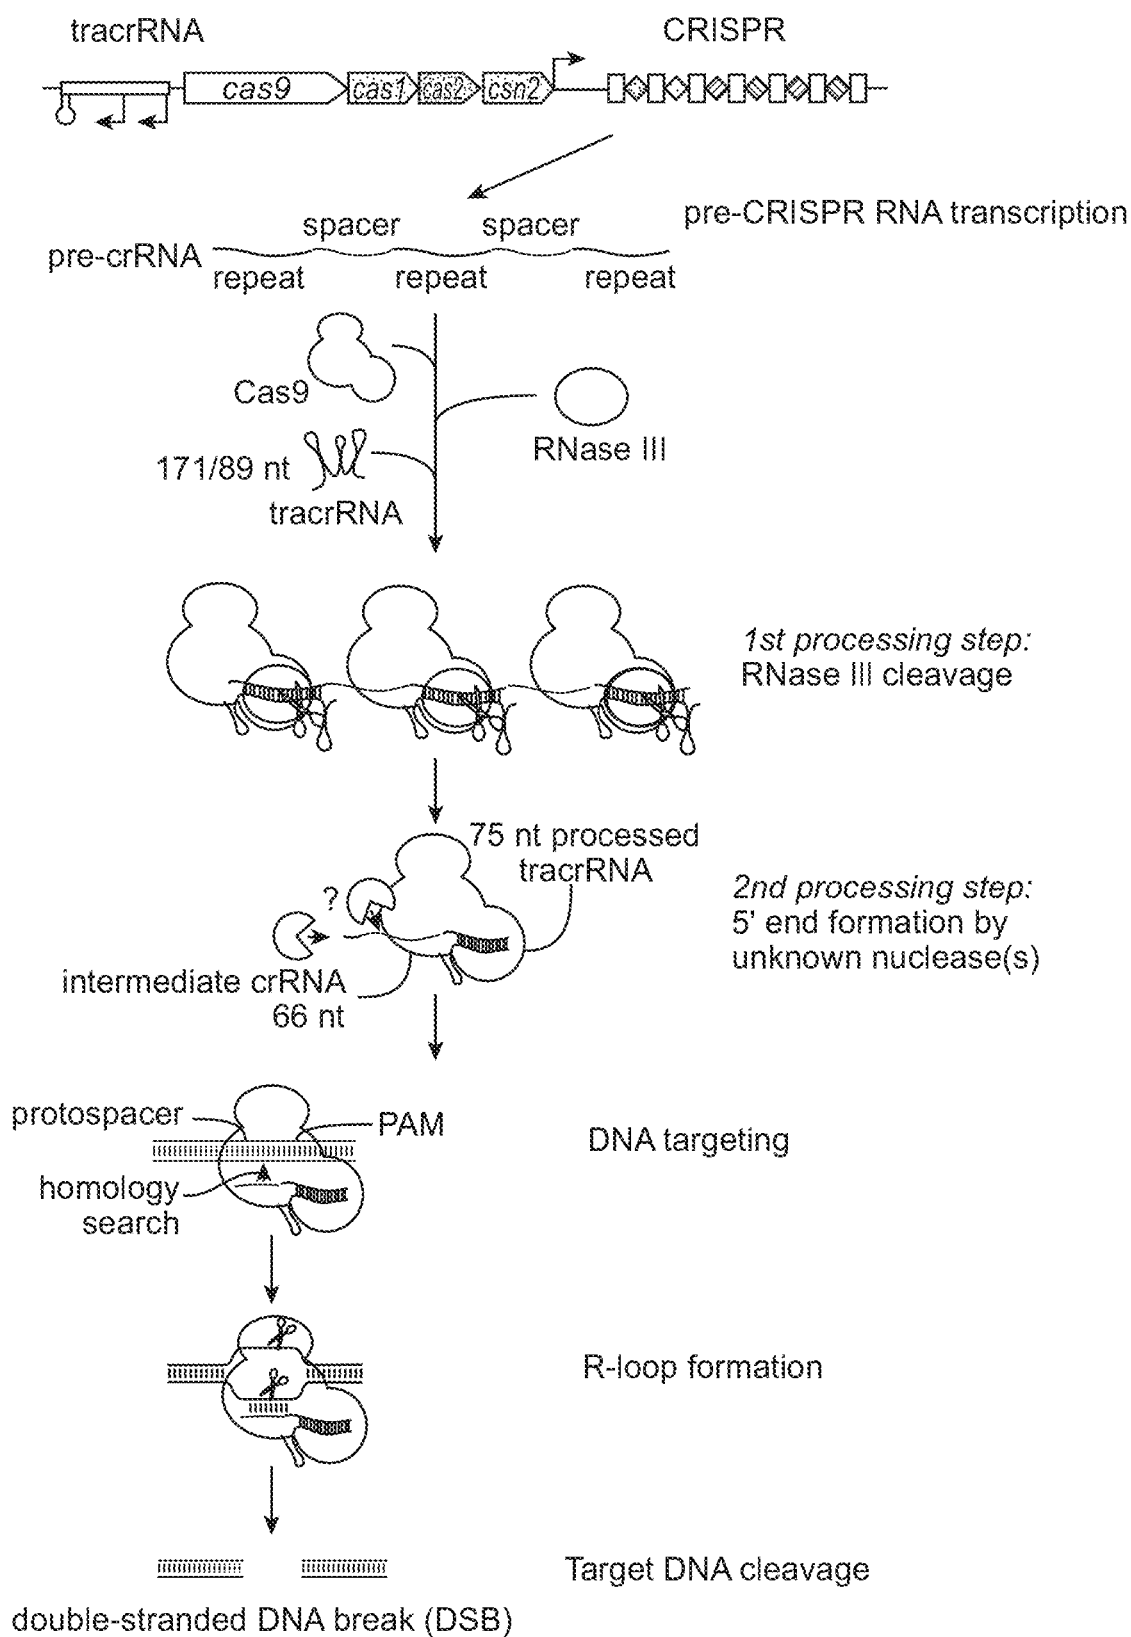 tracrRNA
CRISPR
cas9
cas1
cas2
csn2
pre-CRISPR RNA transcription
spacer
spacer
pre-crRNA
repeat
repeat
repeat
Cas9
RNase III
171/89 nt
tracrRNA
1st processing step:
RNase III cleavage
75 nt processed
tracrRNA
?
2nd processing step:
5' end formation by
unknown nuclease(s)
intermediate crRNA
66 nt
protospacer
PAM
DNA targeting
homology
search
R-loop formation
Target DNA cleavage
double-stranded DNA break (DSB)